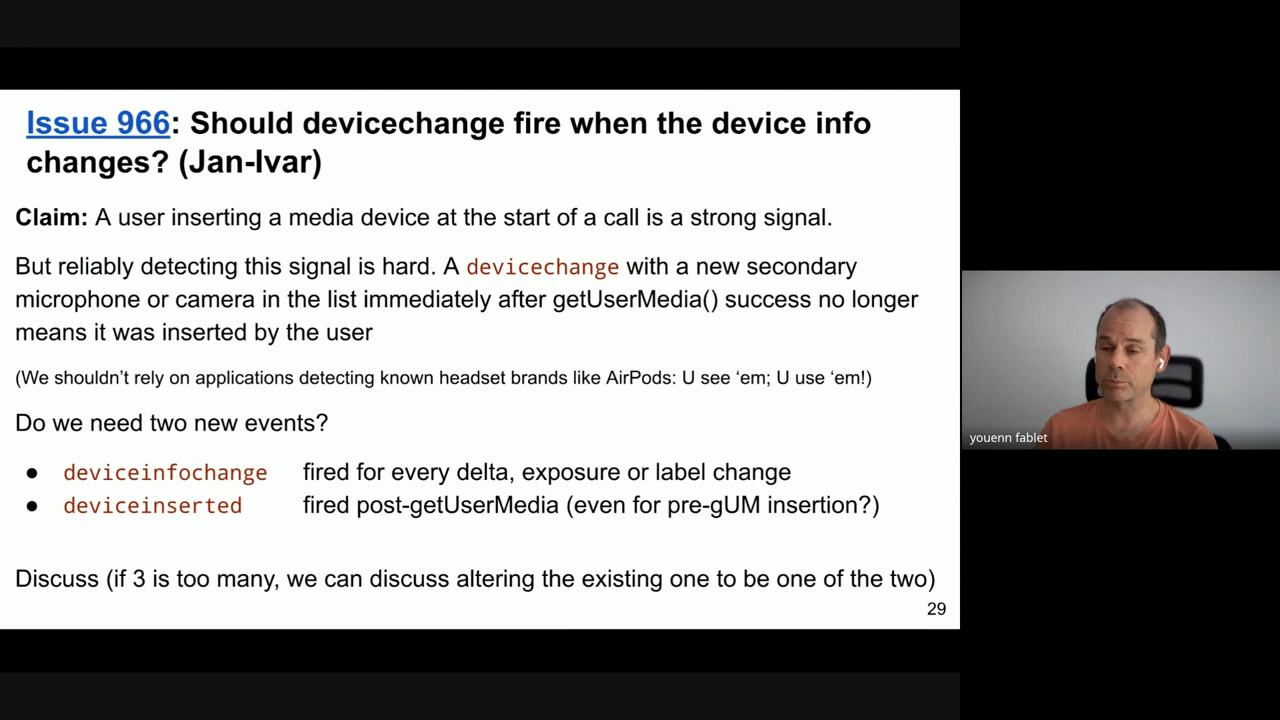 Issue 966: Should devicechange fire when the device info
changes? (Jan-Ivar)
Claim: A user inserting a media device at the start of a call is a strong signal.
But reliably detecting this signal is hard. A devicechange with a new secondary
microphone or camera in the list immediately after getUserMedia() success no longer
means it was inserted by the user
(We shouldn’t rely on applications detecting known headset brands like AirPods: U see ‘em; U use ‘em!)
Do we need two new events?
● deviceinfochange fired for every delta, exposure or label change
● deviceinserted fired post-getUserMedia (even for pre-gUM insertion?)
Discuss (if 3 is too many, we can discuss altering the existing one to be one of the two)
29
youenn fablet